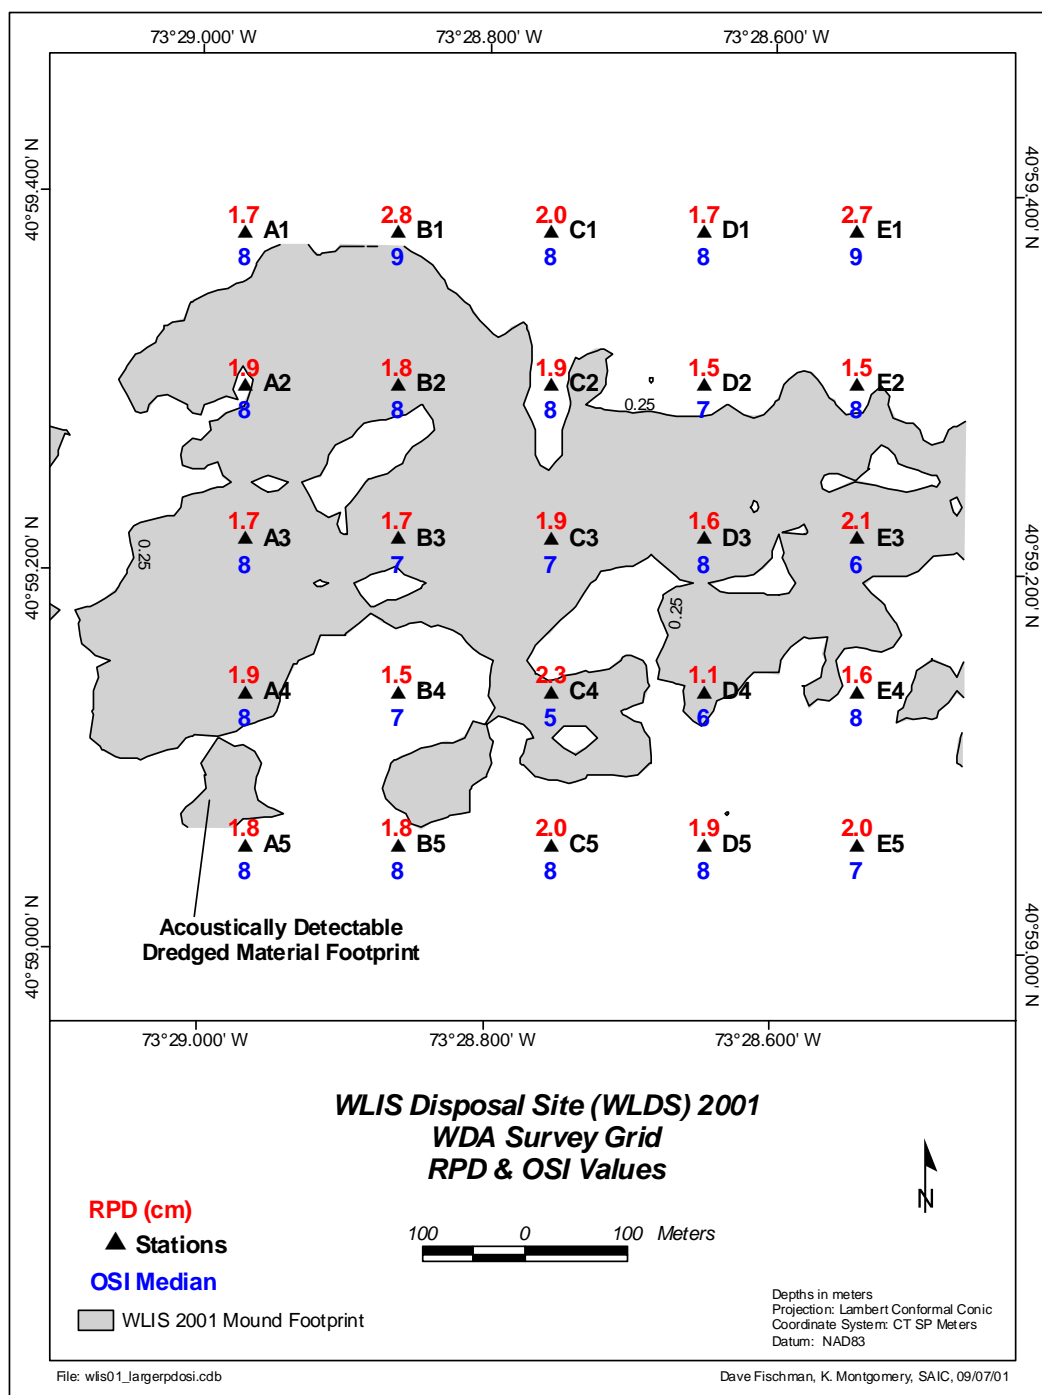 73°29.000' W 73°28.800' W 73°28.600' W
40°59.400' N
40°59.400' N
1.7 2.8 2.0 1.7 2.7
A1 B1 C1 D1 E1
8 9 8 8 9
1.9 1.8 1.9 1.5 1.5
A2 B2 C2 D2 E2
8 8 8 7 8
0.25
1.7 1.7 1.9 1.6 2.1
A3 B3 C3 D3 E3
8 7 7 8 6
0.25
40°59.200' N
40°59.200' N
0.25
1.9 1.5 2.3 1.1 1.6
A4 B4 C4 D4 E4
8 7 5 6 8
1.8 1.8 2.0 1.9 2.0
A5 B5 C5 D5 E5
8 8 8 8 7
Acoustically Detectable
Dredged Material Footprint
40°59.000' N
40°59.000' N
73°29.000' W 73°28.800' W 73°28.600' W
WLIS Disposal Site (WLDS) 2001
WDA Survey Grid
RPD & OSI Values
N
RPD (cm)
Stations
OSI Median
WLIS 2001 Mound Footprint
100 0 100 Meters
Depths in meters
Projection: Lambert Conformal Conic
Coordinate System: CT SP Meters
Datum: NAD83
File: wlis01_largerpdosi.cdb
Dave Fischman, K. Montgomery, SAIC, 09/07/01